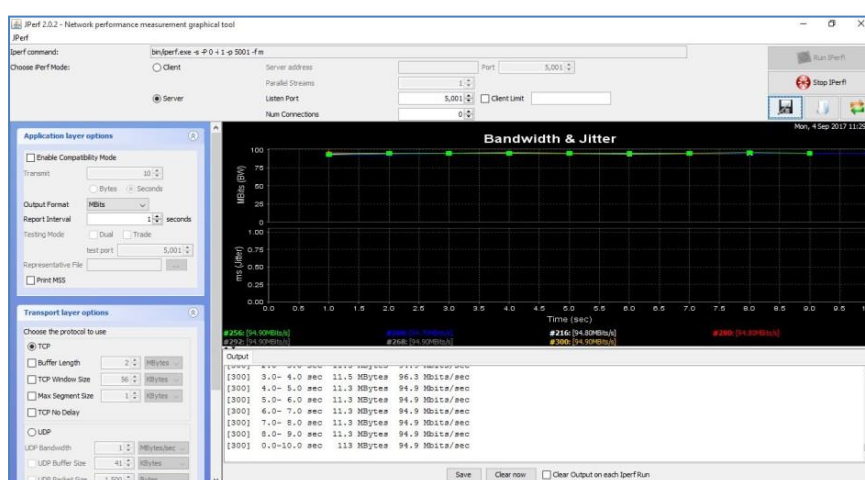 JPerf 2.0.2 - Network performance measurement graphical tool
JPerf
Iperf command:
bin/iperf.exe -s -P 0 -i 1 -p 5001 -f m
Choose iPerf Mode:
Client
Server address
Port
5,001
Parallel Streams
1
Server
Listen Port
5,001
Client Limit
Num Connections
0
Run IPerf!
Stop IPerf!
Application layer options
Enable Compatibility Mode
Transmit
10
Bytes
Seconds
Output Format
MBits
Report Interval
1
seconds
Testing Mode
Dual
Trade
test port
5,001
Representative File
...
Print MSS
Transport layer options
Choose the protocol to use
TCP
Buffer Length
2
MBytes
TCP Window Size
56
KBytes
Max Segment Size
1
KBytes
TCP No Delay
UDP
UDP Bandwidth
1
MBytes/sec
UDP Buffer Size
41
KBytes
UDP Packet Size
1,500
Bytes
Mon, 4 Sep 2017 11:29
Bandwidth & Jitter
MBits (BW)
100
75
50
25
0
ms (Jitter)
1.00
0.75
0.50
0.25
0.00
0.0 0.5 1.0 1.5 2.0 2.5 3.0 3.5 4.0 4.5 5.0 5.5 6.0 6.5 7.0 7.5 8.0 8.5 9.0 9.5
Time (sec)
#256: [94.90MBits/s]
#216: [94.80MBits/s]
#280: [94.90MBits/s]
#292: [94.90MBits/s]
#268: [94.90MBits/s]
#300: [94.90MBits/s]
Output
[300] 3.0- 4.0 sec 11.5 MBytes 96.3 Mbits/sec
[300] 4.0- 5.0 sec 11.3 MBytes 94.9 Mbits/sec
[300] 5.0- 6.0 sec 11.3 MBytes 94.9 Mbits/sec
[300] 6.0- 7.0 sec 11.3 MBytes 94.9 Mbits/sec
[300] 7.0- 8.0 sec 11.3 MBytes 94.9 Mbits/sec
[300] 8.0- 9.0 sec 11.3 MBytes 94.9 Mbits/sec
[300] 0.0-10.0 sec 113 MBytes 94.9 Mbits/sec
Save
Clear now
Clear Output on each Iperf Run